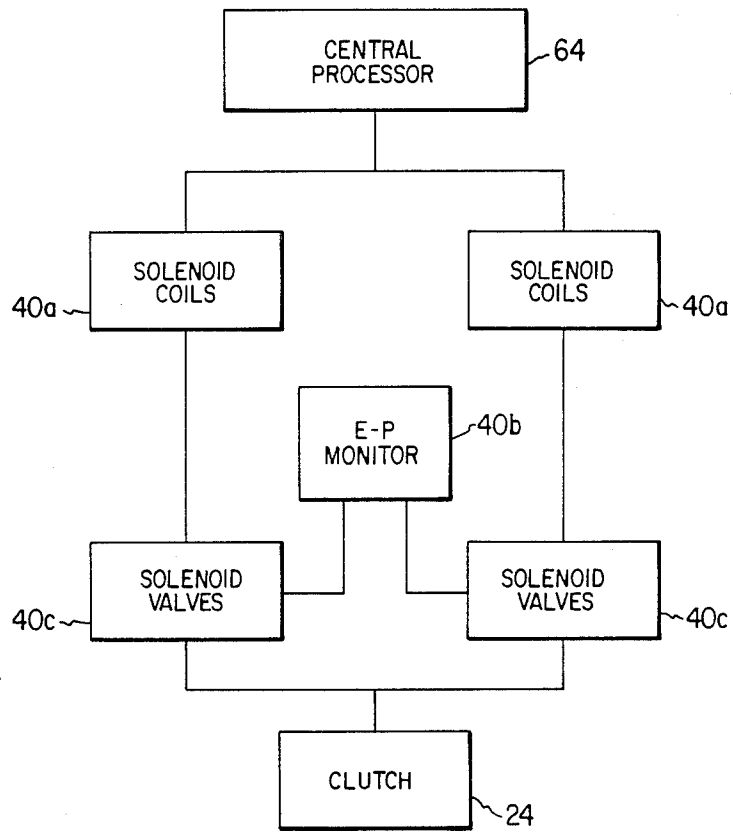 CENTRAL
PROCESSOR
64
SOLENOID
COILS
40a
SOLENOID
COILS
40a
E-P
MONITOR
40b
SOLENOID
VALVES
40c
SOLENOID
VALVES
40c
CLUTCH
24